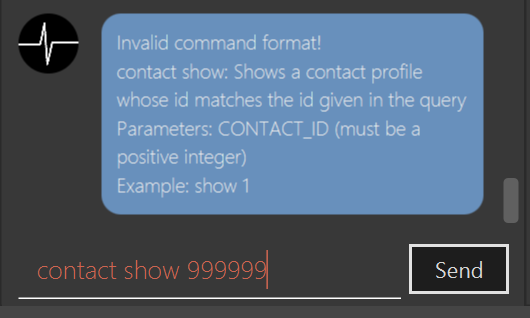 Invalid command format!
contact show: Shows a contact profile
whose id matches the id given in the query
Parameters: CONTACT_ID (must be a
positive integer)
Example: show 1
contact show 999999
Send